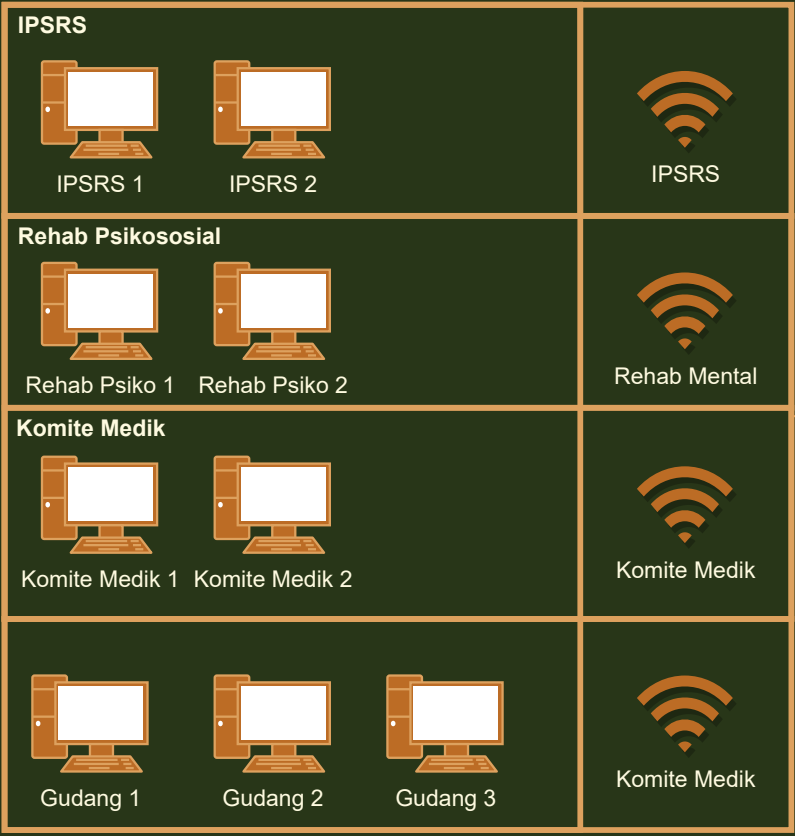 IPSRS
IPSRS 1
IPSRS 2
IPSRS
Rehab Psikososial
Rehab Psiko 1
Rehab Psiko 2
Rehab Mental
Komite Medik
Komite Medik 1
Komite Medik 2
Komite Medik
Gudang 1
Gudang 2
Gudang 3
Komite Medik